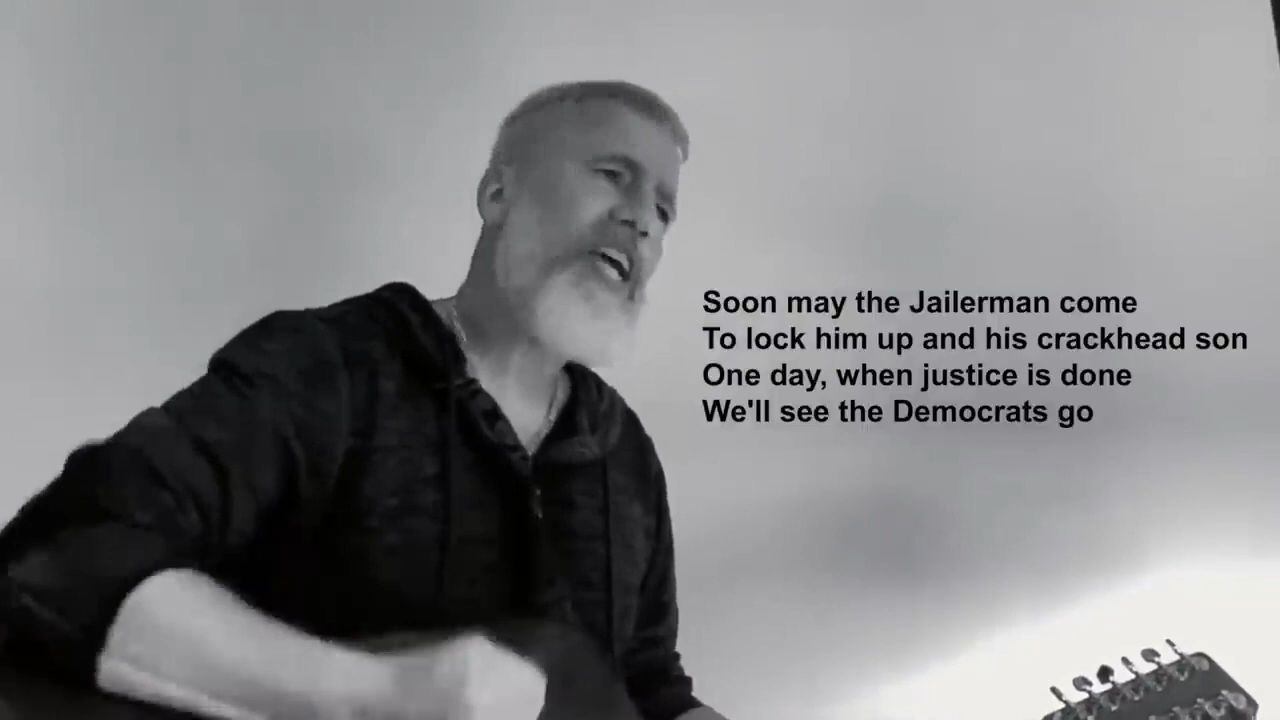 Soon may the Jailerman come
To lock him up and his crackhead son
One day, when justice is done
We'll see the Democrats go